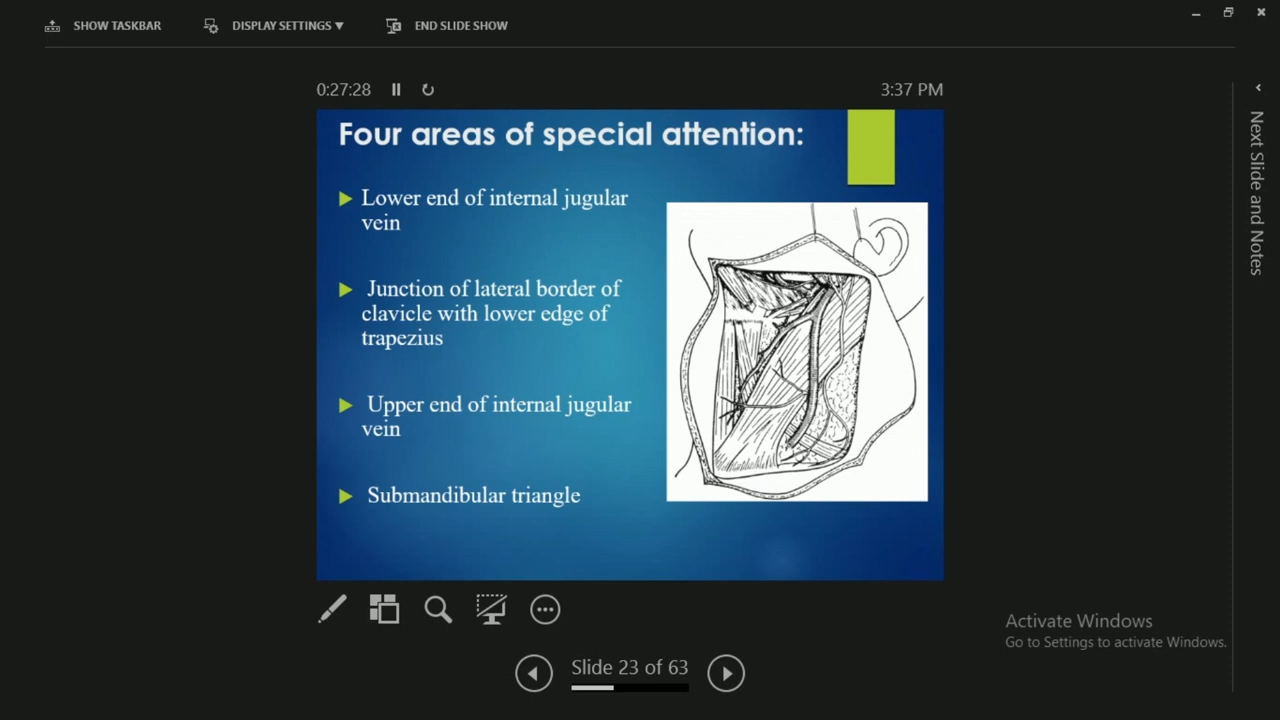 SHOW TASKBAR
DISPLAY SETTINGS ▼
END SLIDE SHOW
0:27:28
3:37 PM
Four areas of special attention:
Lower end of internal jugular
vein
Junction of lateral border of
clavicle with lower edge of
trapezius
Upper end of internal jugular
vein
Submandibular triangle
Next Slide and Notes
Activate Windows
Go to Settings to activate Windows.
Slide 23 of 63